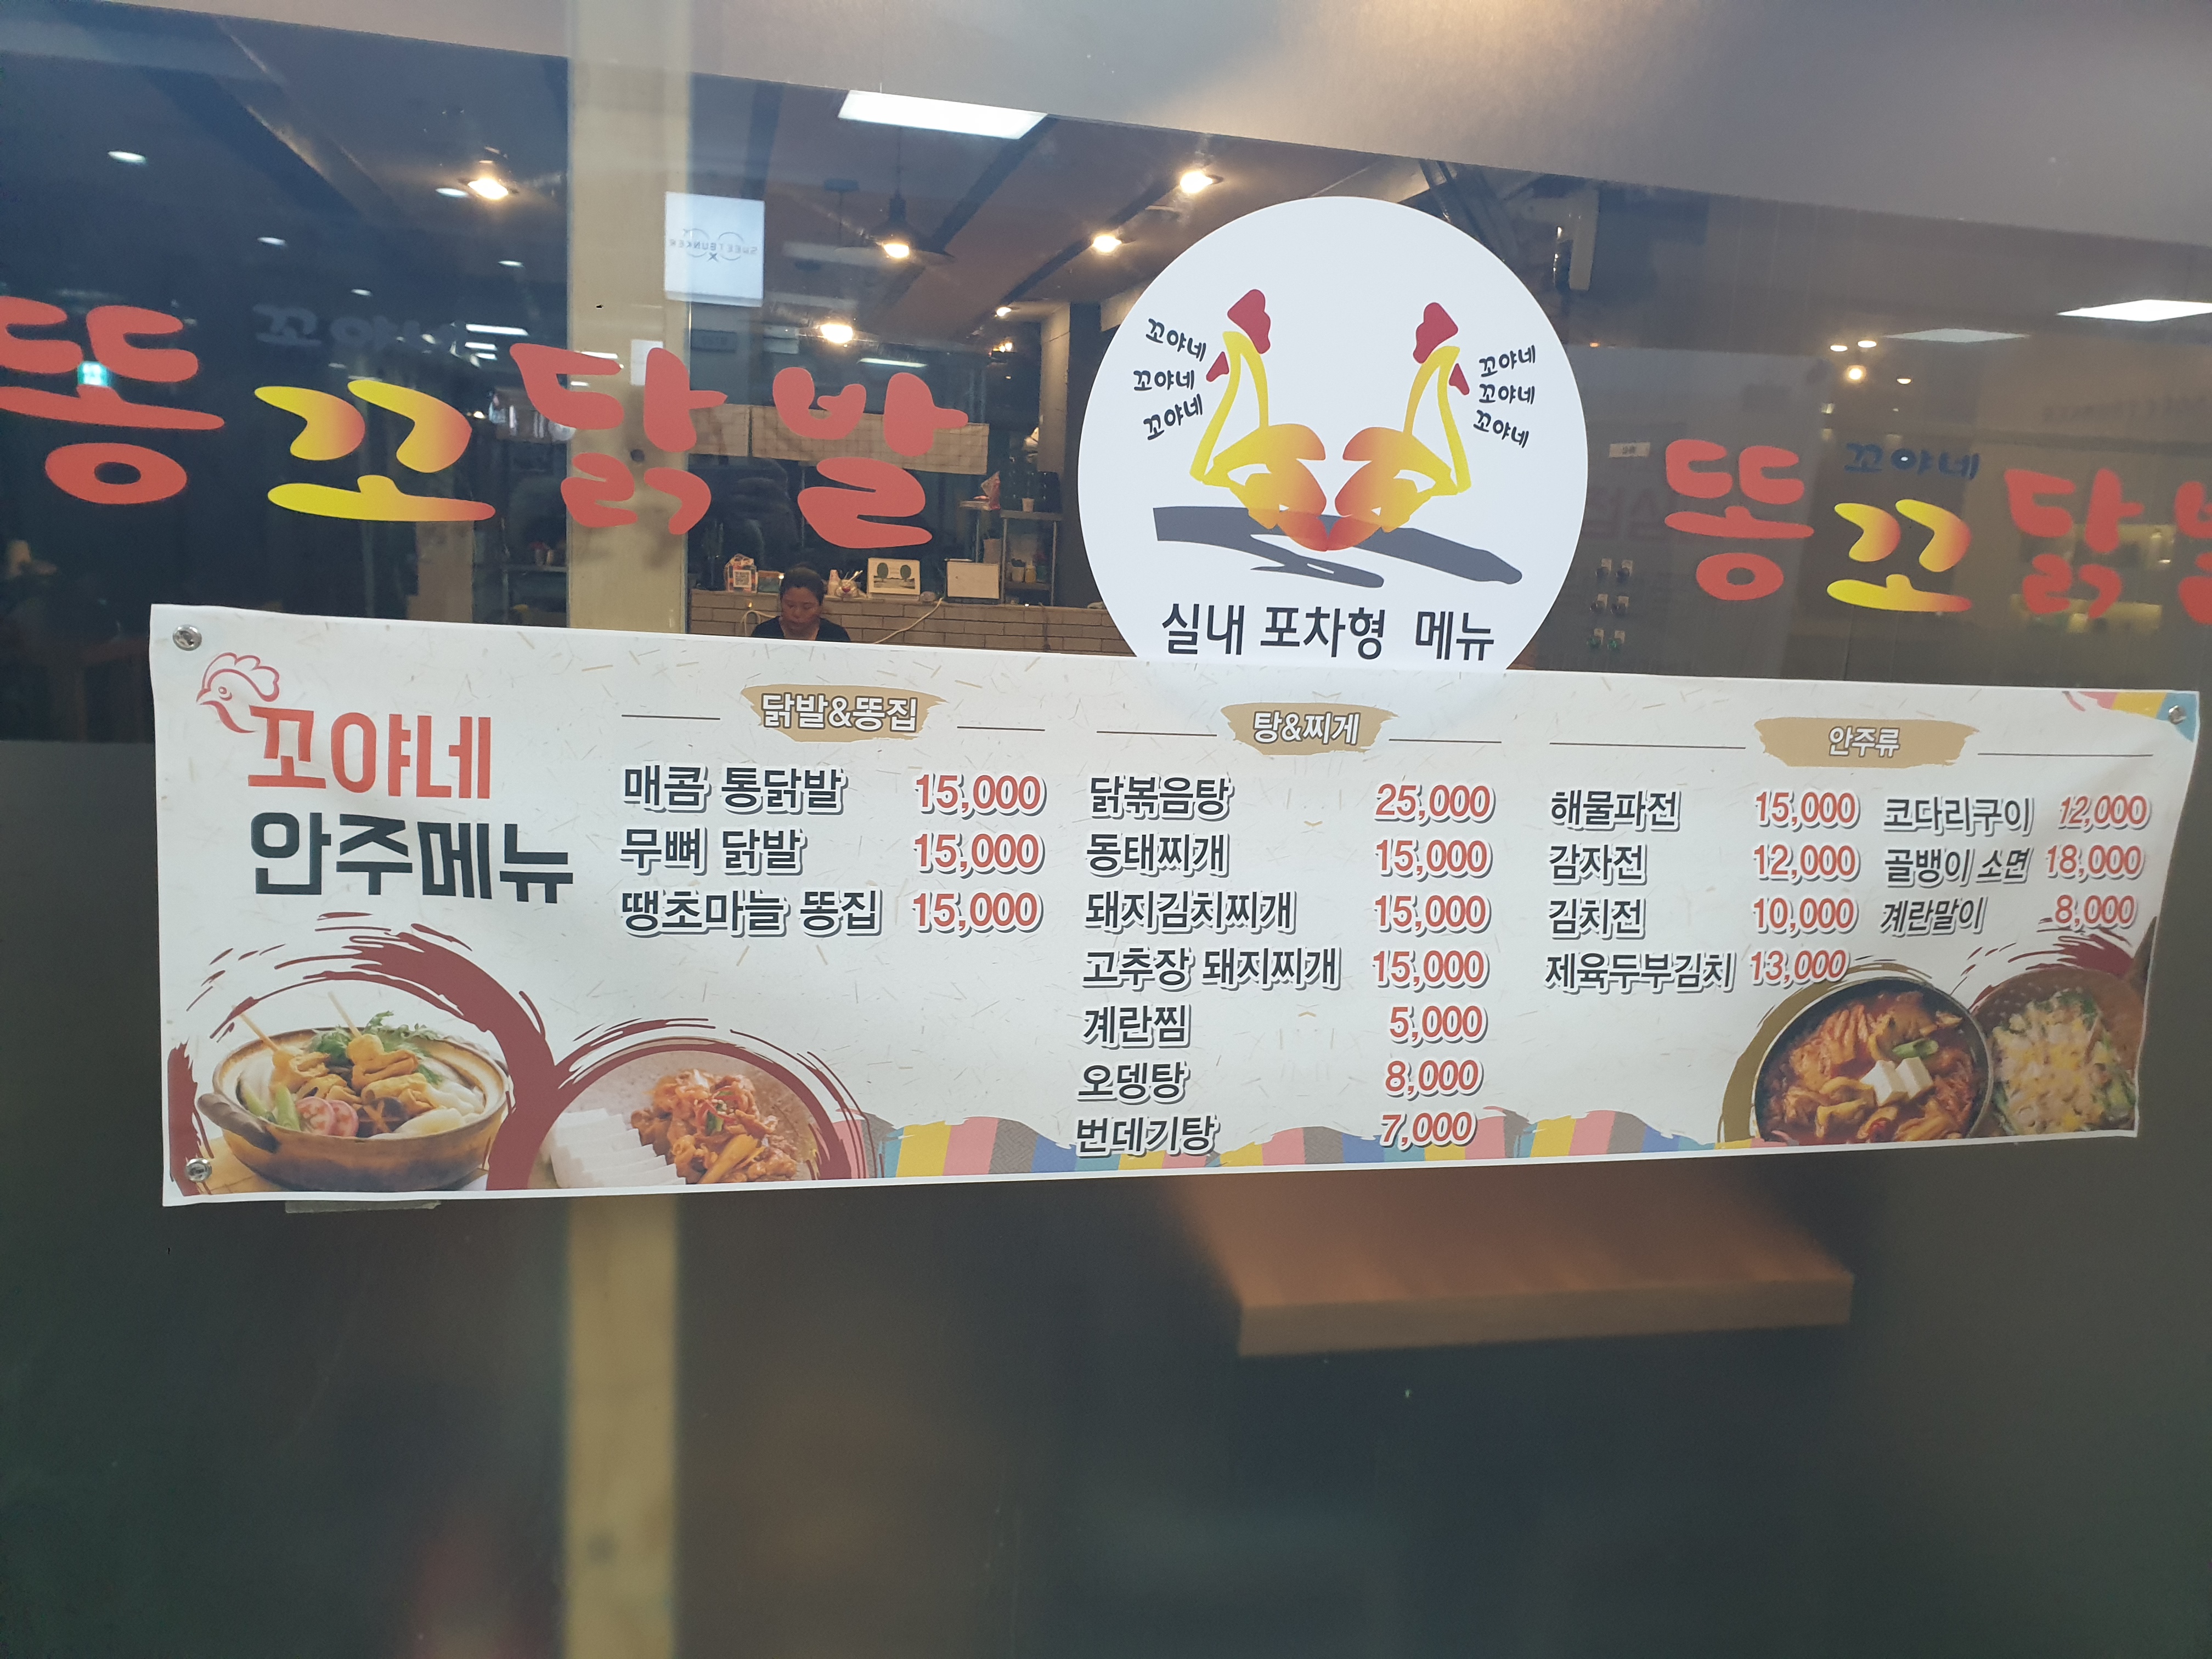 꼬야네
똥꼬닭발
꼬야네
꼬야네
꼬야네
꼬야네
꼬야네
꼬야네
실내 포차형 메뉴
꼬야네
똥꼬닭발
꼬야네
안주메뉴
닭발&똥집
매콤 통닭발 15,000
무뼈 닭발 15,000
땡초마늘 똥집 15,000
탕&찌게
닭볶음탕 25,000
동태찌개 15,000
돼지김치찌개 15,000
고추장 돼지찌개 15,000
계란찜 5,000
오뎅탕 8,000
번데기탕 7,000
안주류
해물파전 15,000 코다리구이 12,000
감자전 12,000 골뱅이 소면 18,000
김치전 10,000 계란말이 8,000
제육두부김치 13,000